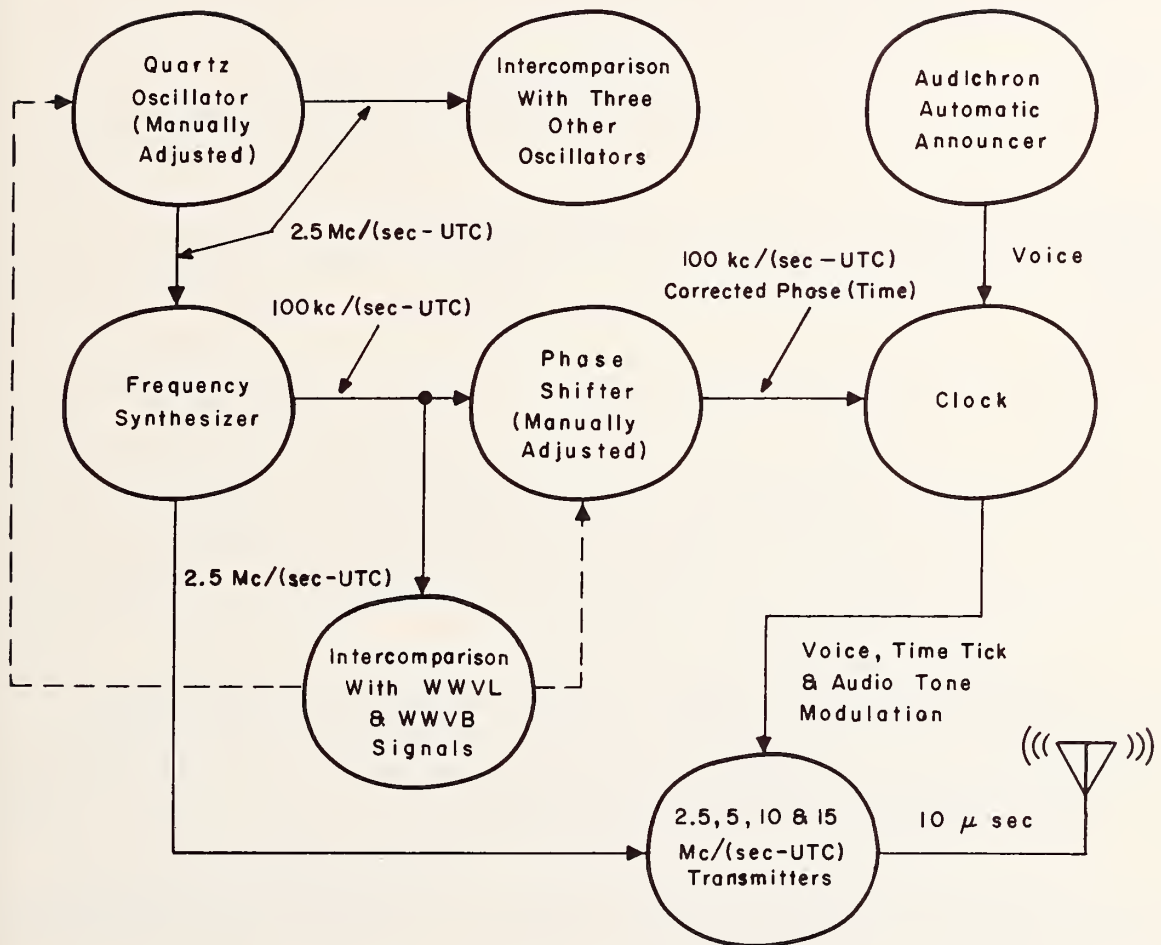 Quartz
Oscillator
(Manually
Adjusted)
Intercomparison
With Three
Other
Oscillators
Audichron
Automatic
Announcer
2.5 Mc/(sec-UTC)
Voice
100 kc/(sec-UTC)
Corrected Phase (Time)
100kc/(sec-UTC)
Frequency
Synthesizer
Phase
Shifter
(Manually
Adjusted)
Clock
2.5 Mc/(sec-UTC)
Intercomparison
With WWVL
& WWVB
Signals
Voice, Time Tick
& Audio Tone
Modulation
2.5, 5, 10 & 15
Mc/(sec-UTC)
Transmitters
10 μ sec